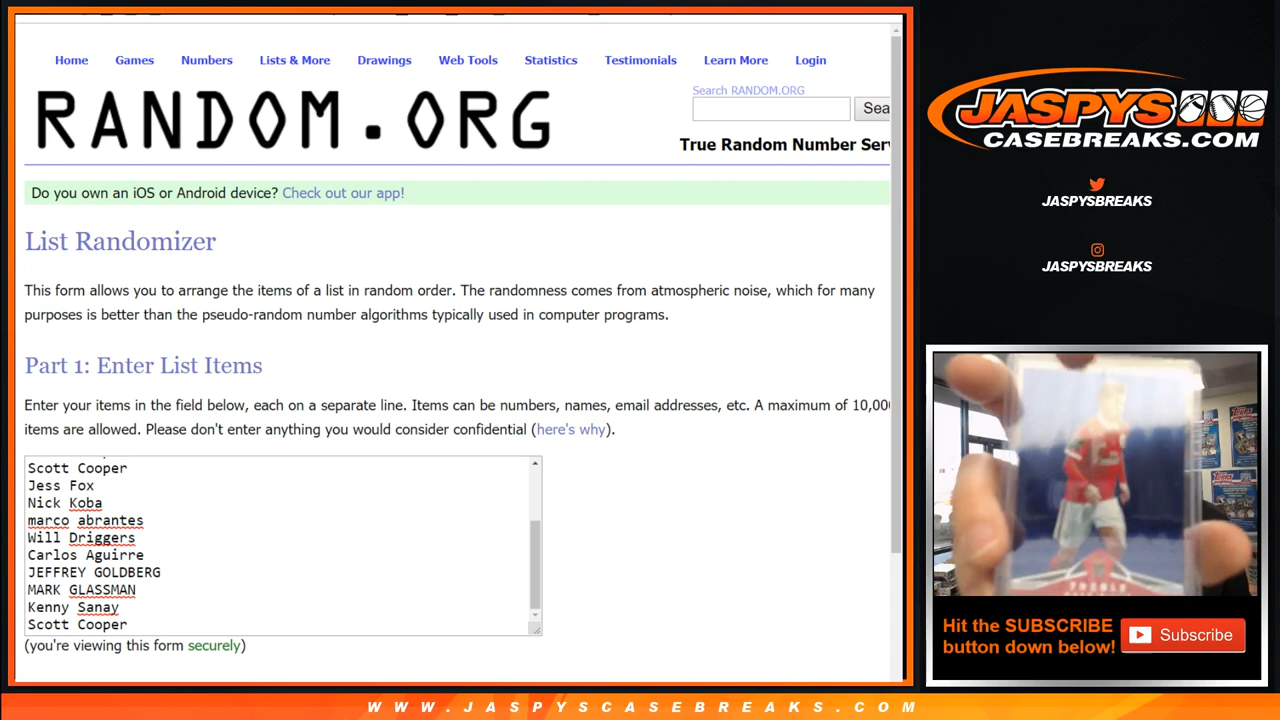 Home Games Numbers Lists & More Drawings Web Tools Statistics Testimonials Learn More Login
RANDOM.ORG
Search RANDOM.ORG
Sea
True Random Number Serv
Do you own an iOS or Android device? Check out our app!
List Randomizer
This form allows you to arrange the items of a list in random order. The randomness comes from atmospheric noise, which for many
purposes is better than the pseudo-random number algorithms typically used in computer programs.
Part 1: Enter List Items
Enter your items in the field below, each on a separate line. Items can be numbers, names, email addresses, etc. A maximum of 10,000
items are allowed. Please don't enter anything you would consider confidential (here's why).
Scott Cooper
Jess Fox
Nick Koba
marco abrantes
Will Driggers
Carlos Aguirre
JEFFREY GOLDBERG
MARK GLASSMAN
Kenny Sanay
Scott Cooper
(you're viewing this form securely)
JASPYS
CASEBREAKS.COM
JASPYSBREAKS
JASPYSBREAKS
Topps
Hit the SUBSCRIBE
button down below!
Subscribe
WWW.JASPYSCASEBREAKS.COM